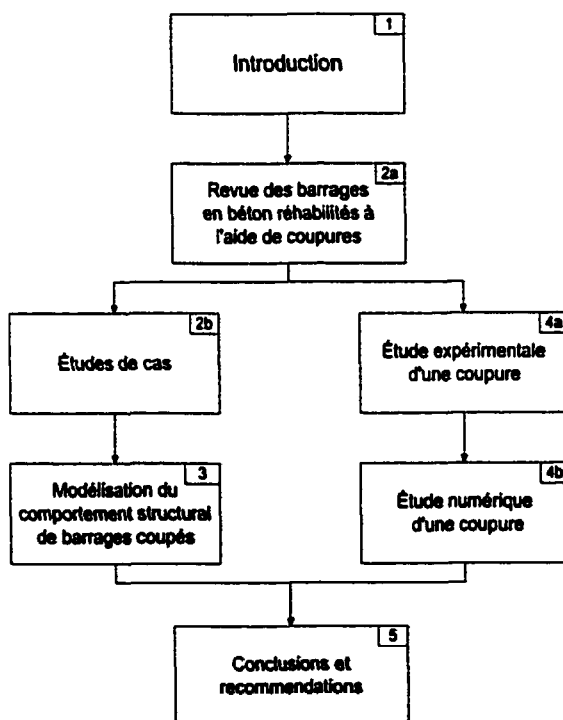 1
Introduction
2a
Revue des barrages
en béton réhabilités à
l'aide de coupures
2b
Études de cas
4a
Étude expérimentale
d'une coupure
3
Modélisation du
comportement structural
de barrages coupés
4b
Étude numérique
d'une coupure
5
Conclusions et
recommendations